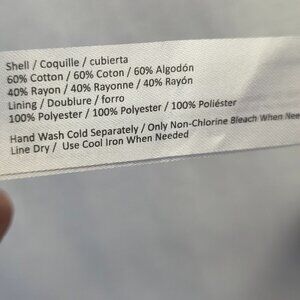 Shell / Coquille / cubierta
60% Cotton / 60% Coton / 60% Algodón
40% Rayon / 40% Rayonne / 40% Rayón
Lining / Doublure / forro
100% Polyester / 100% Polyester / 100% Poliéster
Hand Wash Cold Separately / Only Non-Chlorine Bleach When Nee
Line Dry / Use Cool Iron When Needed